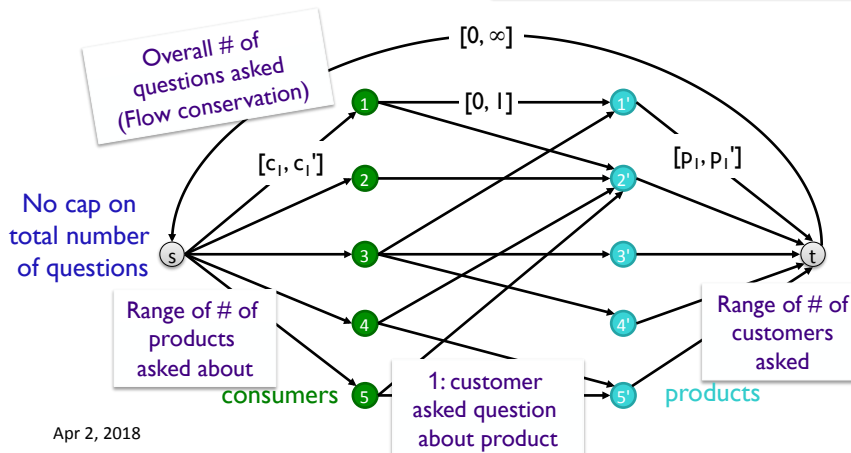 Overall # of
questions asked
(Flow conservation)
[0, ∞]
1
[0, 1]
1'
[c₁, c₁']
[p₁, p₁']
2
2'
No cap on
total number
of questions
s
3
3'
t
Range of # of
products
asked about
4
4'
Range of # of
customers
asked
consumers
5
1: customer
asked question
about product
5'
products
Apr 2, 2018